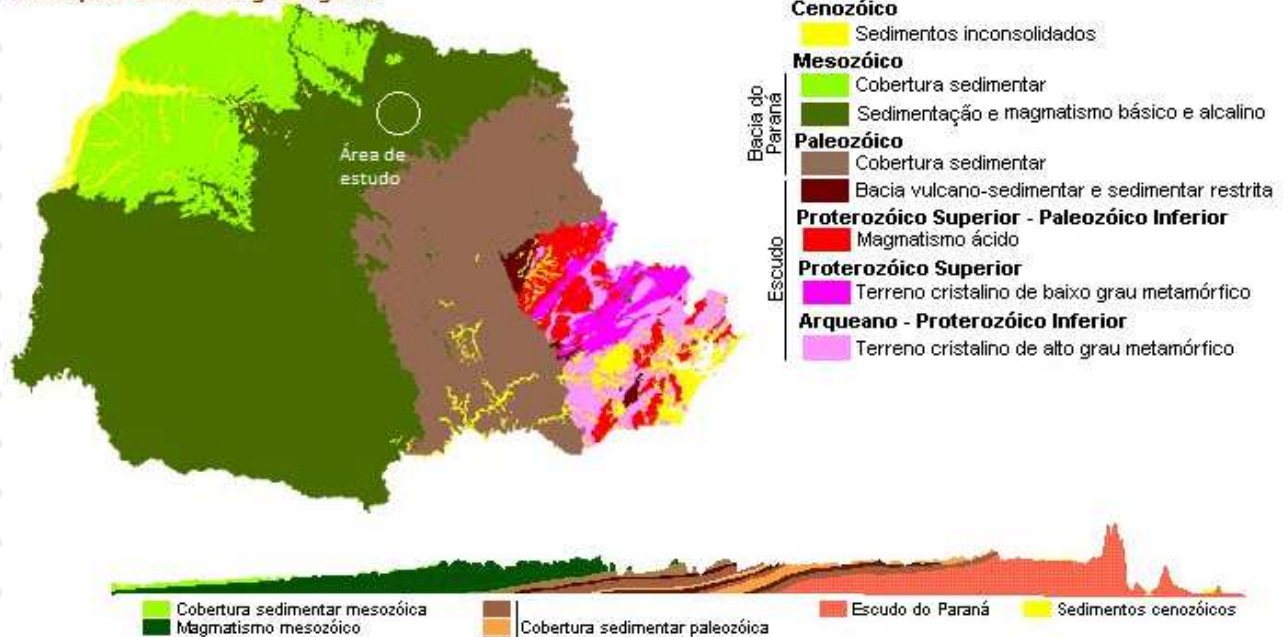 Cenozóico
Sedimentos inconsolidados
Mesozóico
Cobertura sedimentar
Sedimentação e magmatismo básico e alcalino
Paleozóico
Cobertura sedimentar
Bacia vulcano-sedimentar e sedimentar restrita
Proterozóico Superior - Paleozóico Inferior
Magmatismo ácido
Proterozóico Superior
Terreno cristalino de baixo grau metamórfico
Arqueano - Proterozóico Inferior
Terreno cristalino de alto grau metamórfico
Bacia do
Paraná
Escudo
Área de
estudo
Cobertura sedimentar mesozóica
Magmatismo mesozóico
Cobertura sedimentar paleozóica
Escudo do Paraná
Sedimentos cenozóicos